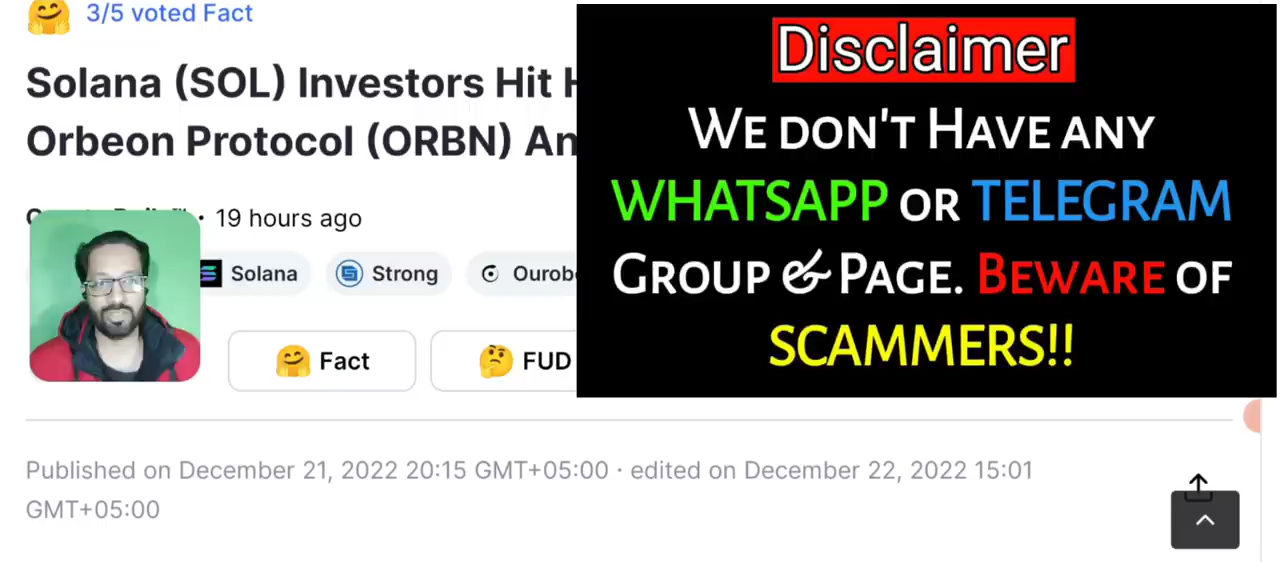 3/5 voted Fact
Solana (SOL) Investors Hit
Orbeon Protocol (ORBN) An
· 19 hours ago
Solana
Strong
Ourob
Fact
FUD
Disclaimer
WE DON'T HAVE ANY
WHATSAPP OR TELEGRAM
GROUP & PAGE. BEWARE OF
SCAMMERS!!
Published on December 21, 2022 20:15 GMT+05:00 · edited on December 22, 2022 15:01
GMT+05:00